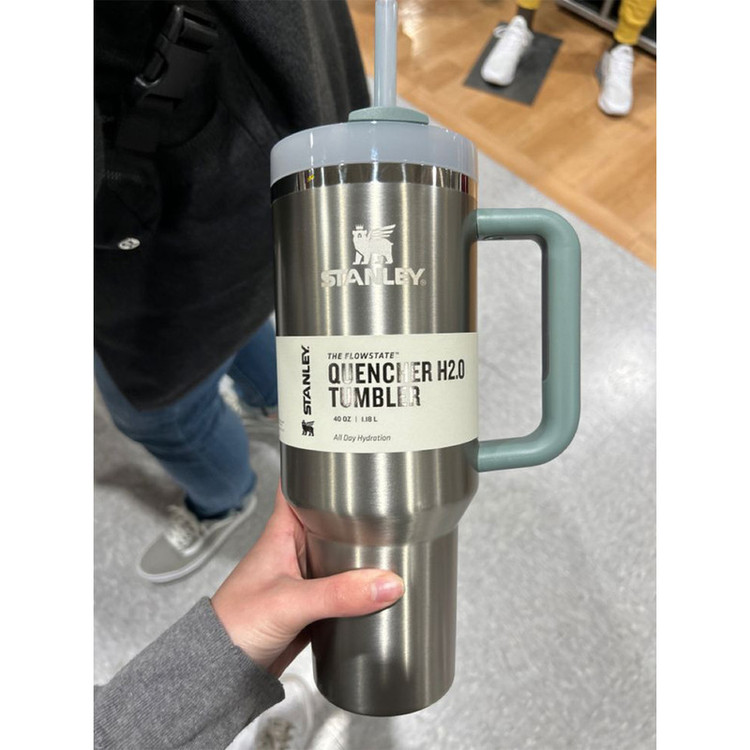 STANLEY®
STANLEY.
THE FLOWSTATE™
QUENCHER H2.0
TUMBLER
40 OZ | 1.18 L
All Day Hydration